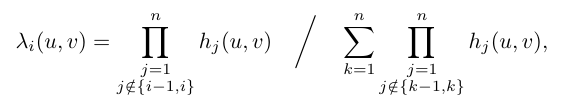 λ_i(u, v) = ∏_{j=1, j∉{i−1,i}}^{n} h_j(u, v) / ∑_{k=1}^{n} ∏_{j=1, j∉{k−1,k}}^{n} h_j(u, v),